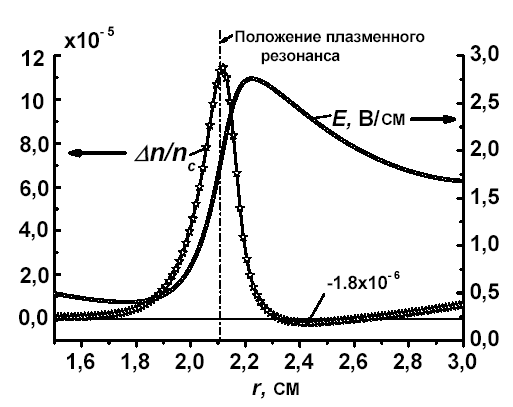 x10⁻⁵
Положение плазменного
резонанса
12
10
8,0
6,0
4,0
2,0
0,0
3,0
2,5
2,0
1,5
1,0
0,5
0,0
E, В/см
Δn/n_c
-1.8x10⁻⁶
1,6 1,8 2,0 2,2 2,4 2,6 2,8 3,0
r, см